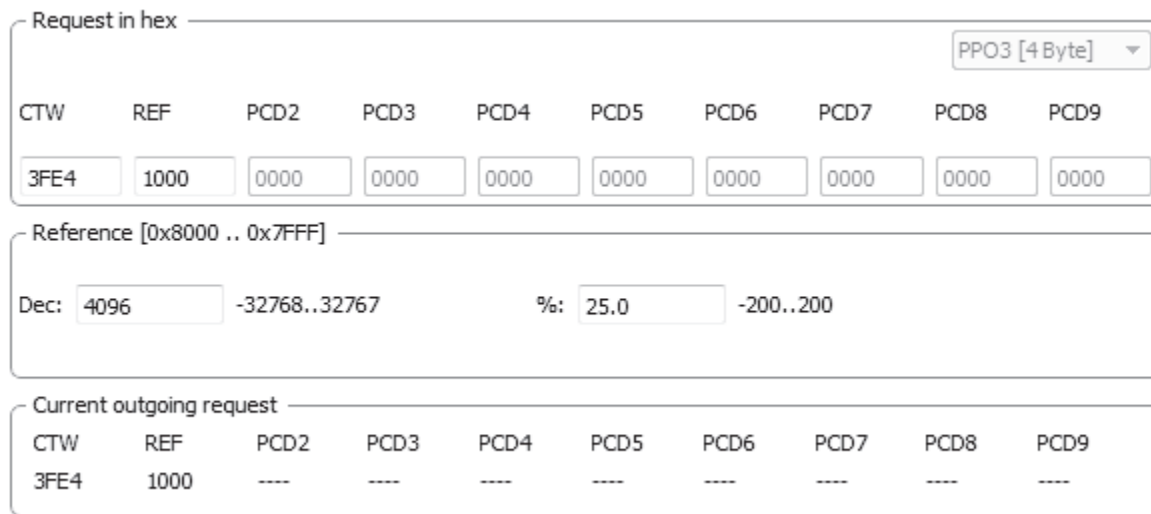 Request in hex
PPO3 [4 Byte]
CTW REF PCD2 PCD3 PCD4 PCD5 PCD6 PCD7 PCD8 PCD9
3FE4 1000 0000 0000 0000 0000 0000 0000 0000 0000
Reference [0x8000 .. 0x7FFF]
Dec: 4096 -32768..32767 %: 25.0 -200..200
Current outgoing request
CTW REF PCD2 PCD3 PCD4 PCD5 PCD6 PCD7 PCD8 PCD9
3FE4 1000 ---- ---- ---- ---- ---- ---- ---- ----